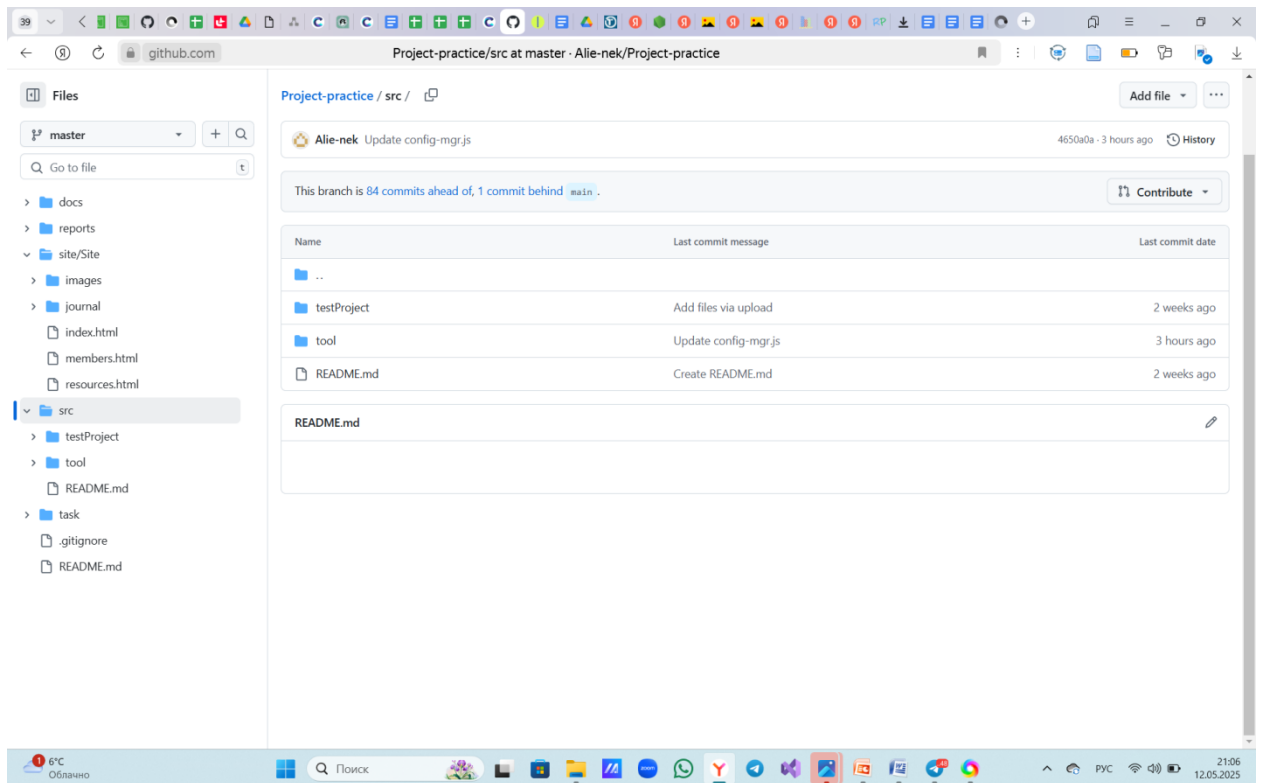 39
github.com
Project-practice/src at master · Alie-nek/Project-practice
Files
master
Go to file
t
docs
reports
site/Site
images
journal
index.html
members.html
resources.html
src
testProject
tool
README.md
task
.gitignore
README.md
Project-practice / src /
Add file
Alie-nek Update config-mgr.js
4650a0a · 3 hours ago History
This branch is 84 commits ahead of, 1 commit behind main .
Contribute
Name Last commit message Last commit date
..
testProject Add files via upload 2 weeks ago
tool Update config-mgr.js 3 hours ago
README.md Create README.md 2 weeks ago
README.md
1
6°C
Облачно
Поиск
zoom
РУС
21:06
12.05.2025